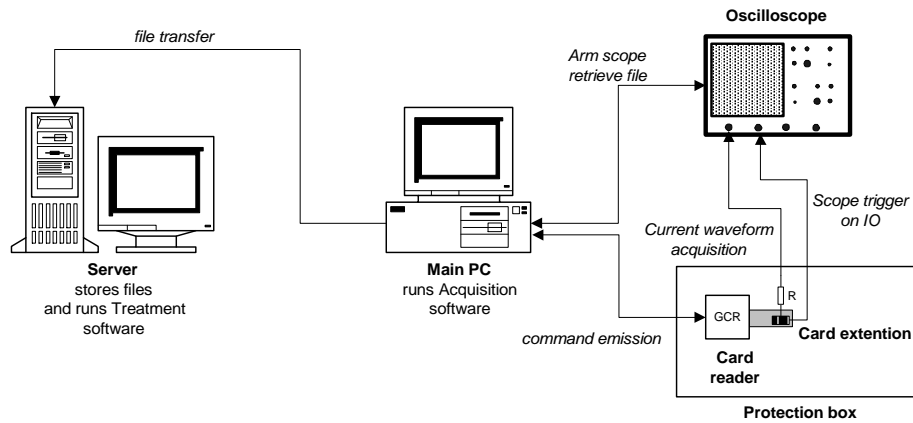 Oscilloscope
file transfer
Arm scope
retrieve file
Scope trigger
on IO
Current waveform
acquisition
Server
stores files
and runs Treatment
software
Main PC
runs Acquisition
software
R
GCR
command emission
Card extention
Card
reader
Protection box